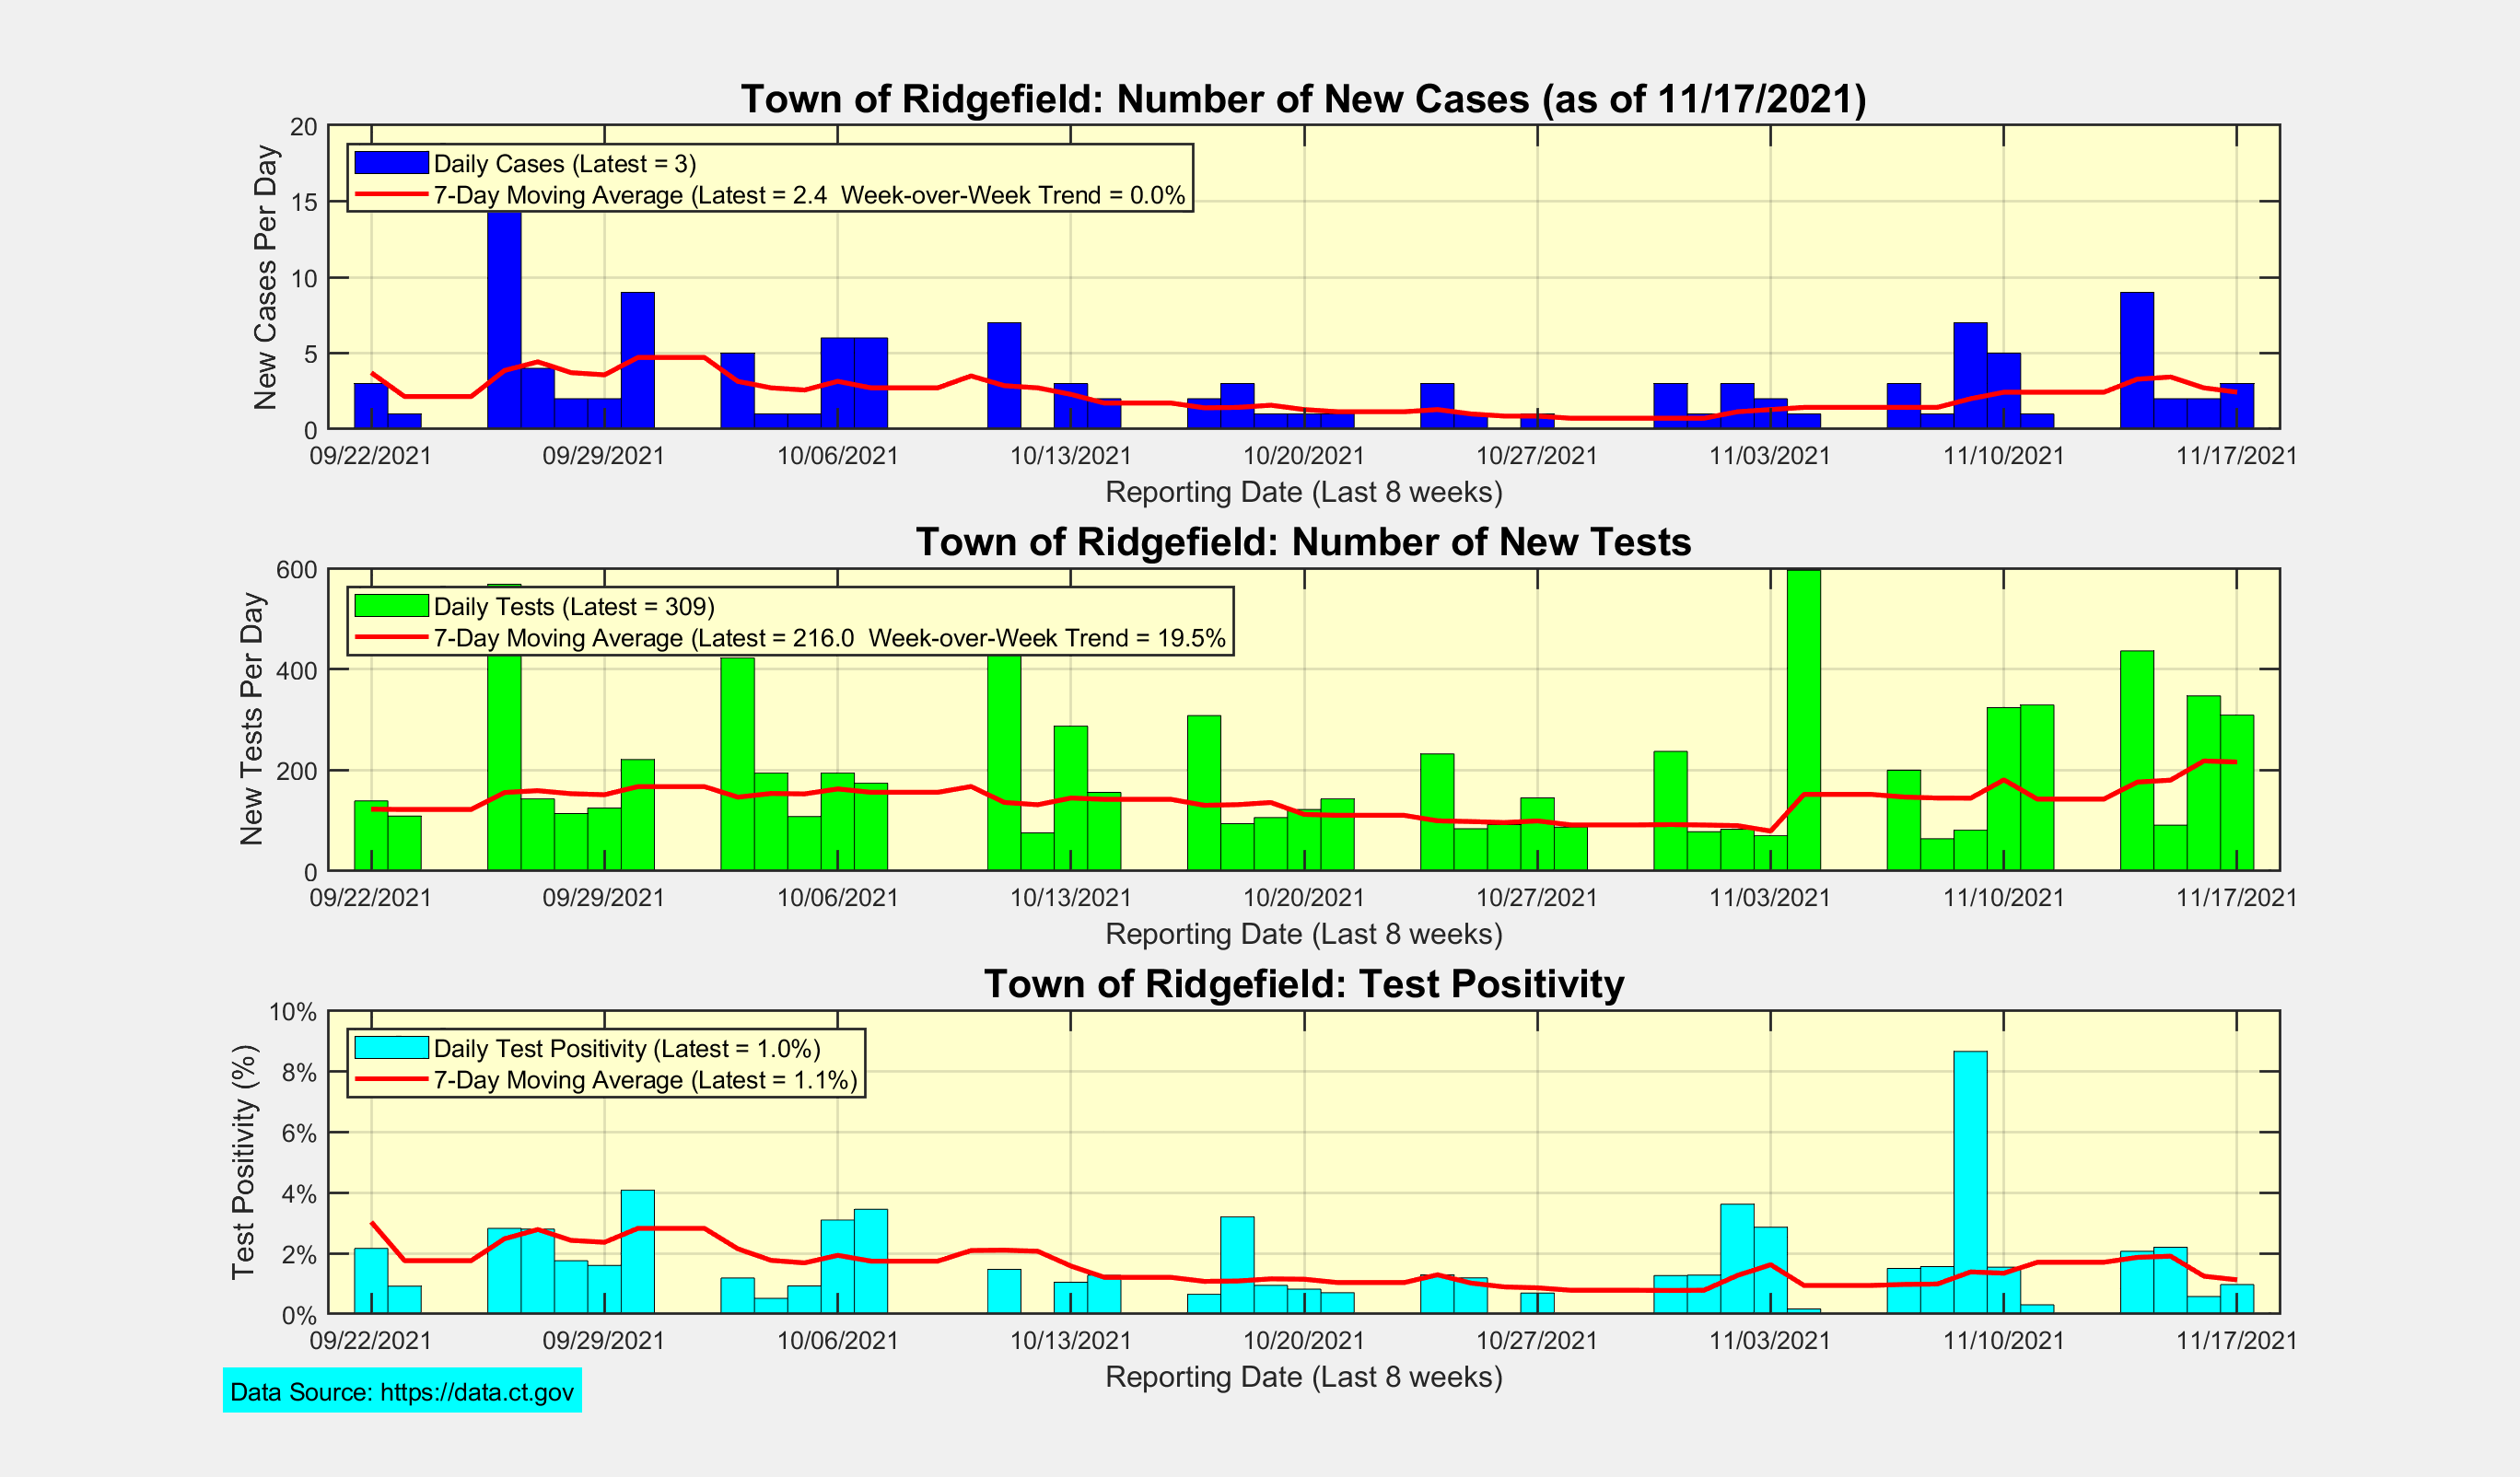 Town of Ridgefield: Number of New Cases (as of 11/17/2021)
New Cases Per Day
20
15
10
5
0
Daily Cases (Latest = 3)
7-Day Moving Average (Latest = 2.4  Week-over-Week Trend = 0.0%
09/22/2021 09/29/2021 10/06/2021 10/13/2021 10/20/2021 10/27/2021 11/03/2021 11/10/2021 11/17/2021
Reporting Date (Last 8 weeks)
Town of Ridgefield: Number of New Tests
New Tests Per Day
600
400
200
0
Daily Tests (Latest = 309)
7-Day Moving Average (Latest = 216.0  Week-over-Week Trend = 19.5%
09/22/2021 09/29/2021 10/06/2021 10/13/2021 10/20/2021 10/27/2021 11/03/2021 11/10/2021 11/17/2021
Reporting Date (Last 8 weeks)
Town of Ridgefield: Test Positivity
Test Positivity (%)
10%
8%
6%
4%
2%
0%
Daily Test Positivity (Latest = 1.0%)
7-Day Moving Average (Latest = 1.1%)
09/22/2021 09/29/2021 10/06/2021 10/13/2021 10/20/2021 10/27/2021 11/03/2021 11/10/2021 11/17/2021
Reporting Date (Last 8 weeks)
Data Source: https://data.ct.gov